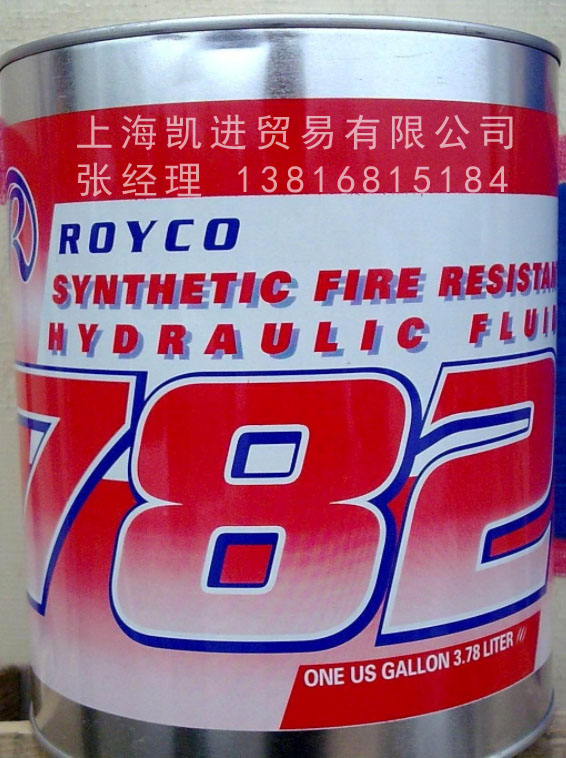 上海凯进贸易有限公司
张经理 13816815184
R
ROYCO
SYNTHETIC FIRE RESISTAN
HYDRAULIC FLUI
782
ONE US GALLON 3.78 LITER